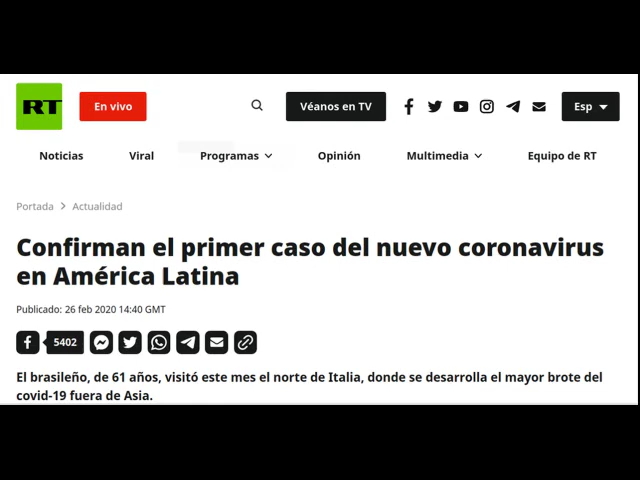 RT
En vivo
Véanos en TV
Esp
Noticias
Viral
Programas
Opinión
Multimedia
Equipo de RT
Portada
Actualidad
Confirman el primer caso del nuevo coronavirus
en América Latina
Publicado: 26 feb 2020 14:40 GMT
5402
El brasileño, de 61 años, visitó este mes el norte de Italia, donde se desarrolla el mayor brote del
covid-19 fuera de Asia.